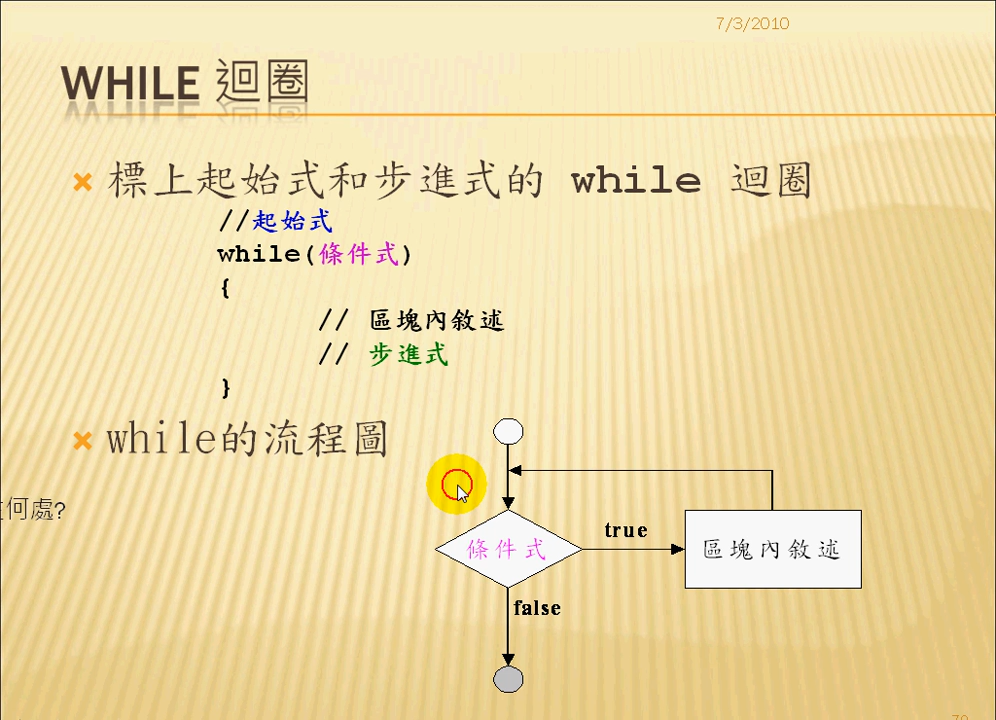 7/3/2010
WHILE 迴圈
標上起始式和步進式的 while 迴圈
//起始式
while(條件式)
{
// 區塊內敘述
// 步進式
}
while的流程圖
何處?
true
條件式
區塊內敘述
false